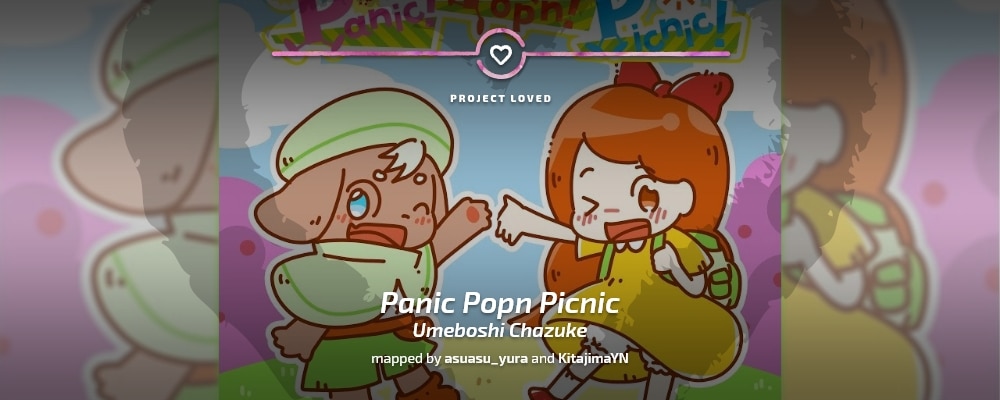 Panic! Popn! Picnic!
PROJECT LOVED
Panic Popn Picnic
Umeboshi Chazuke
mapped by asuasu_yura and KitajimaYN